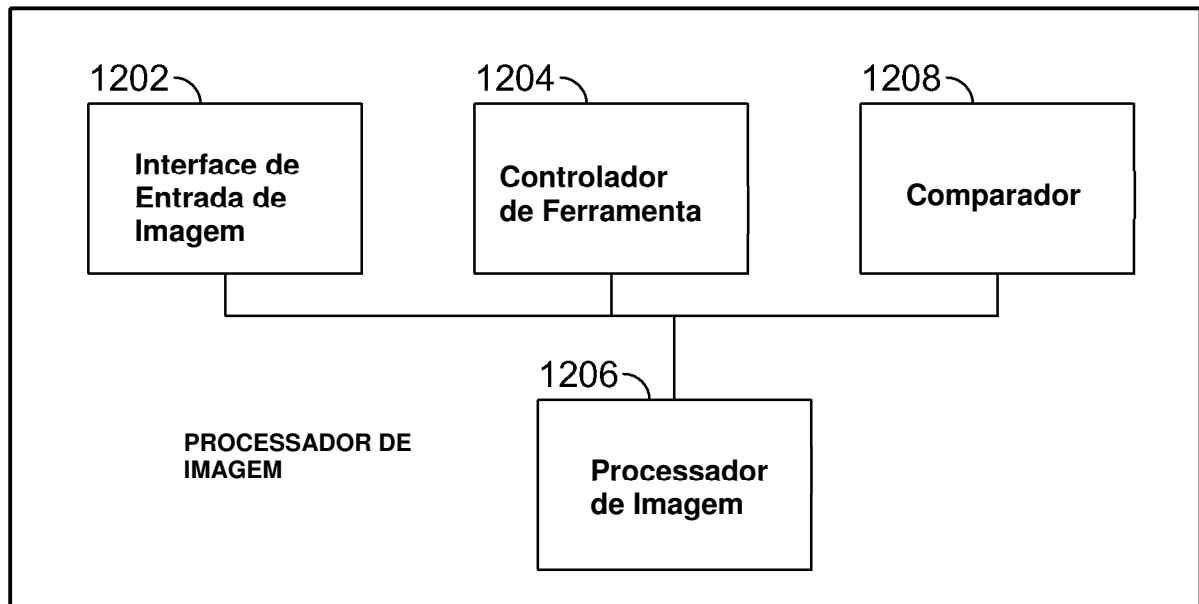 1202
1204
1208
Interface de
Entrada de
Imagem
Controlador
de Ferramenta
Comparador
1206
PROCESSADOR DE
IMAGEM
Processador
de Imagem